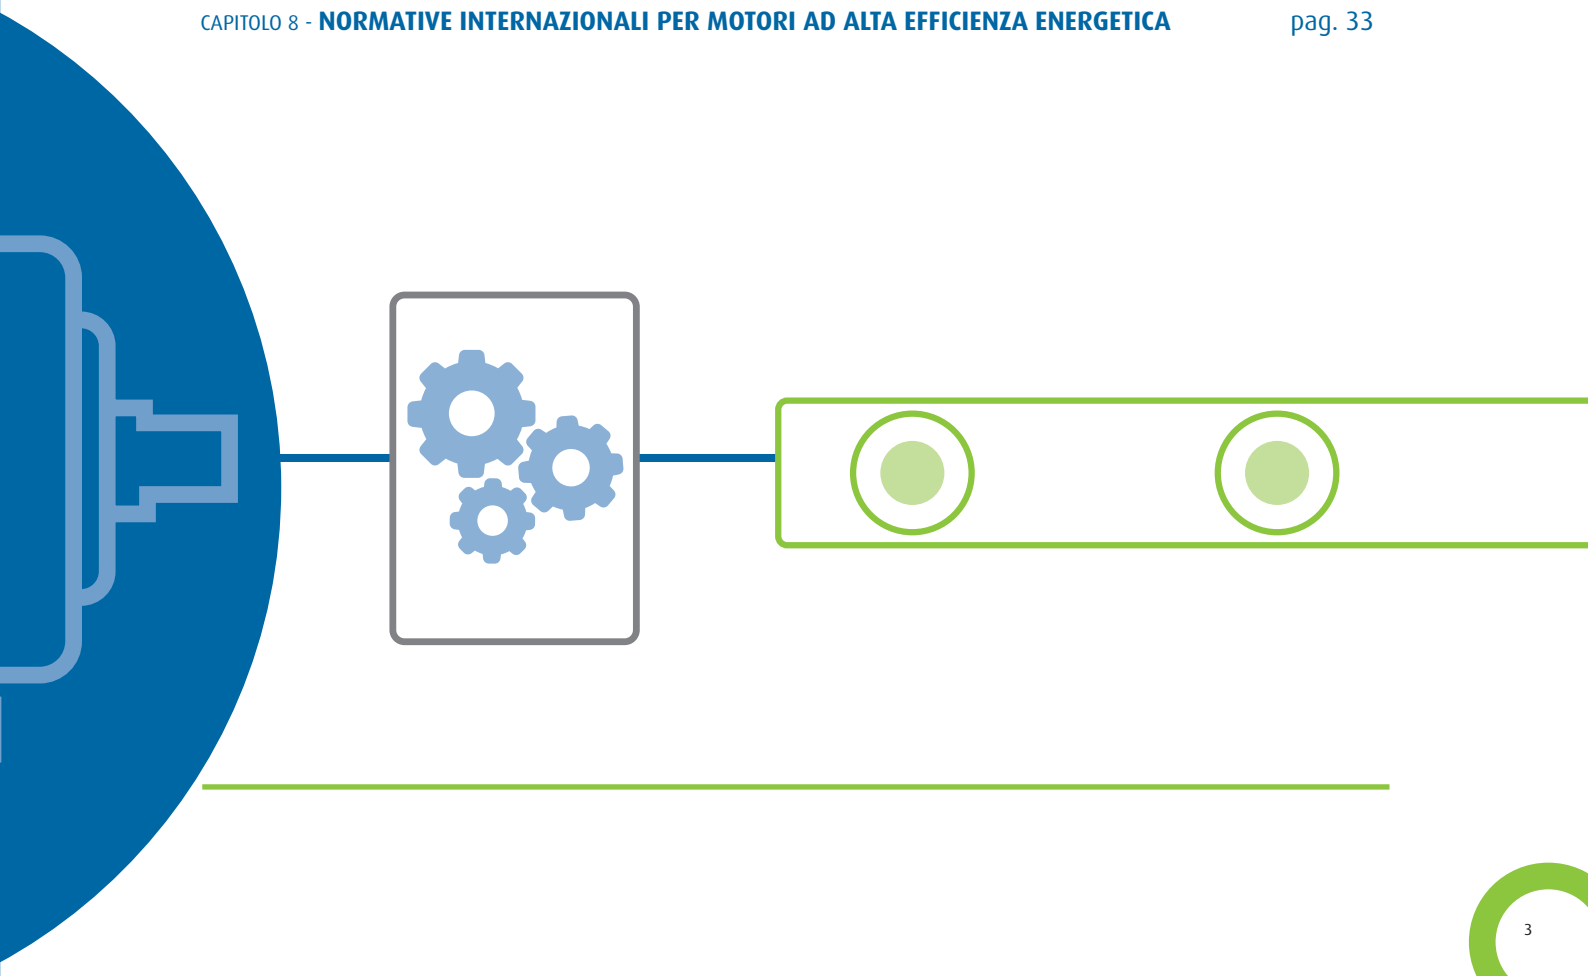 CAPITOLO 8 - NORMATIVE INTERNAZIONALI PER MOTORI AD ALTA EFFICIENZA ENERGETICA pag. 33
3